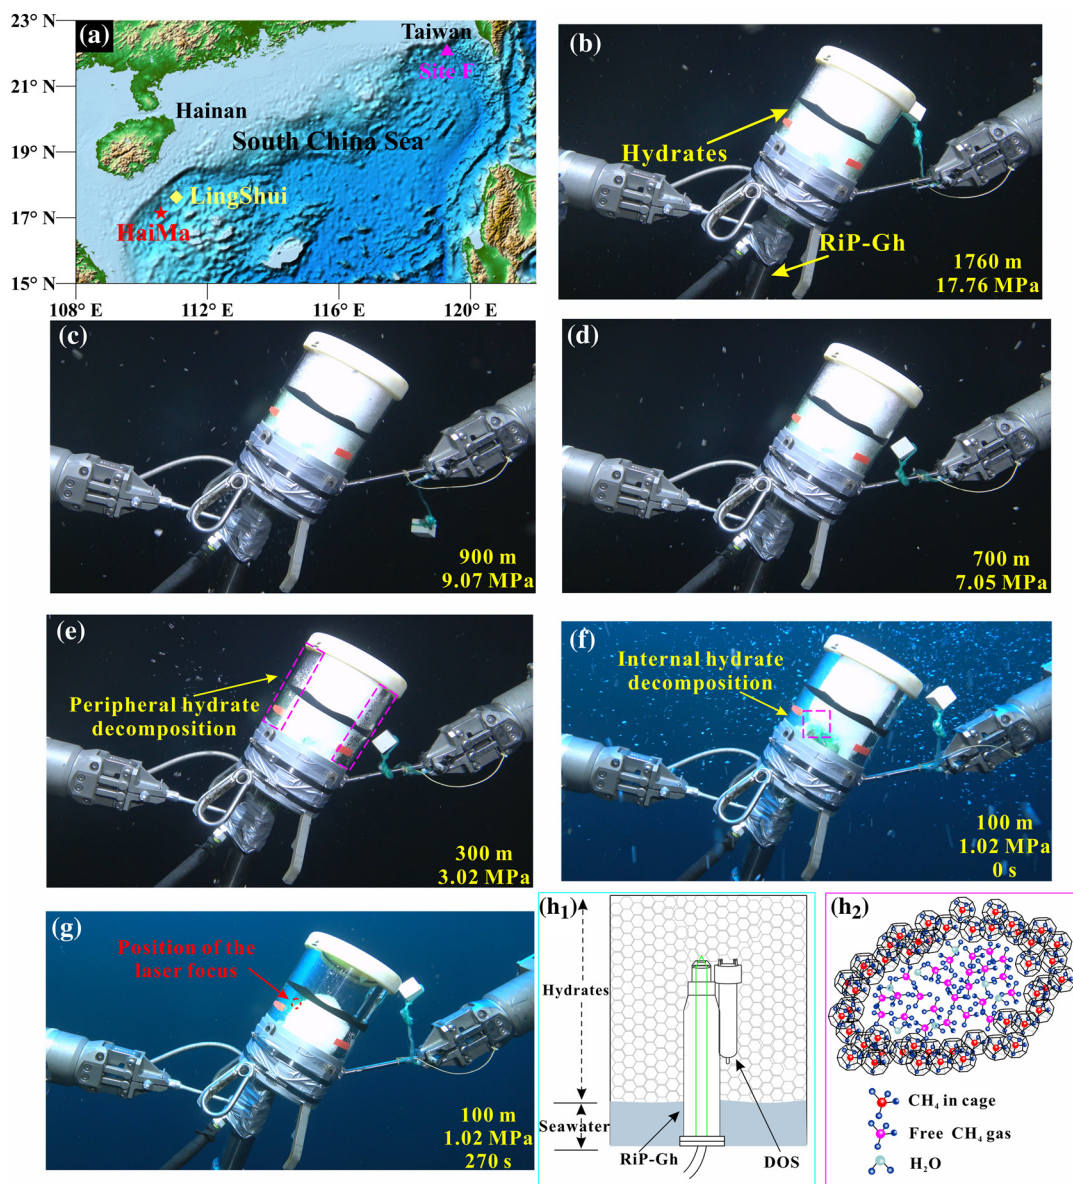 (a)
23° N
21° N
19° N
17° N
15° N
108° E
112° E
116° E
120° E
Taiwan
Site F
Hainan
South China Sea
LingShui
HaiMa
(b)
Hydrates
RiP-Gh
1760 m
17.76 MPa
(c)
900 m
9.07 MPa
(d)
700 m
7.05 MPa
(e)
Peripheral hydrate
decomposition
300 m
3.02 MPa
(f)
Internal hydrate
decomposition
100 m
1.02 MPa
0 s
(g)
Position of the
laser focus
100 m
1.02 MPa
270 s
(h₁)
Hydrates
Seawater
RiP-Gh
DOS
(h₂)
CH₄ in cage
Free CH₄ gas
H₂O